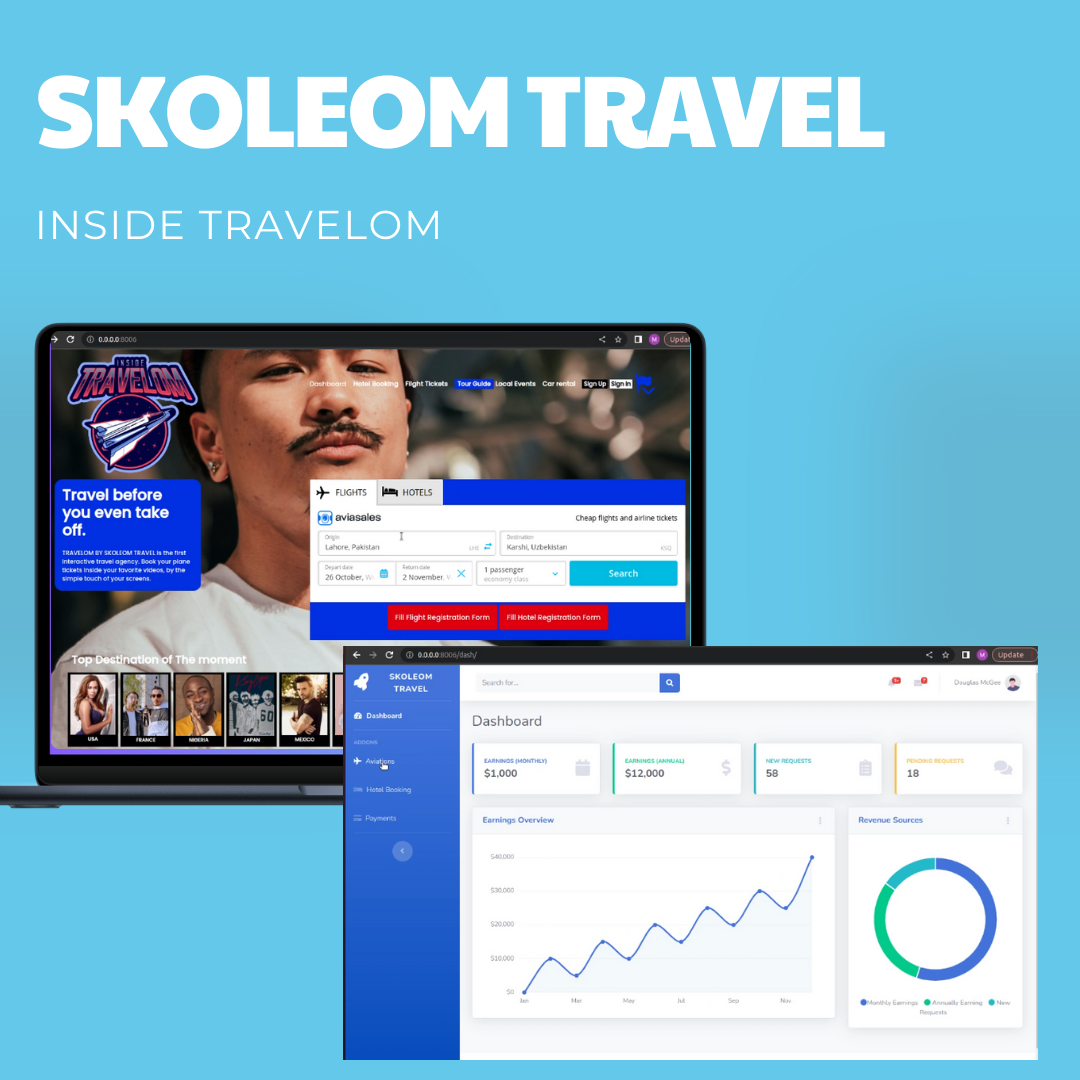 SKOLEOM TRAVEL
INSIDE TRAVELOM
0.0.0.0:8006
M
INSIDE
TRAVELOM
Dashboard Hotel Booking Flight Tickets Tour Guide Local Events Car rental Sign Up Sign In
Travel before
you even take
off.
TRAVELOM BY SKOLEOM TRAVEL is the first
interactive travel agency. Book your plane
tickets inside your favorite videos, by the
simple touch of your screens.
FLIGHTS HOTELS
aviasales Cheap flights and airline tickets
Origin Destination
Lahore, Pakistan LHE Karshi, Uzbekistan KSQ
Depart date Return date 1 passenger
26 October, 2 November, economy class
Search
Fill Flight Registration Form Fill Hotel Registration Form
Top Destination of The moment
USA FRANCE NIGERIA JAPAN MEXICO
0.0.0.0:8006/dash/
M Update
SKOLEOM
TRAVEL
Search for...
Douglas McGee
Dashboard
ADDONS
Aviations
Hotel Booking
Payments
Dashboard
EARNINGS (MONTHLY)
$1,000
EARNINGS (ANNUAL)
$12,000
NEW REQUESTS
58
PENDING REQUESTS
18
Earnings Overview
$40,000
$30,000
$20,000
$10,000
$0
Jan Mar May Jul Sep Nov
Revenue Sources
Monthly Earnings Annually Earning New
Requests